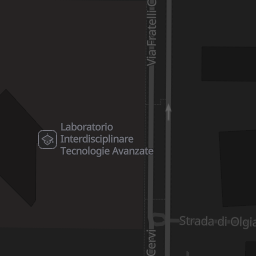 Via Fratelli C
Laboratorio
Interdisciplinare
Tecnologie Avanzate
Strada di Olgia
Cervi